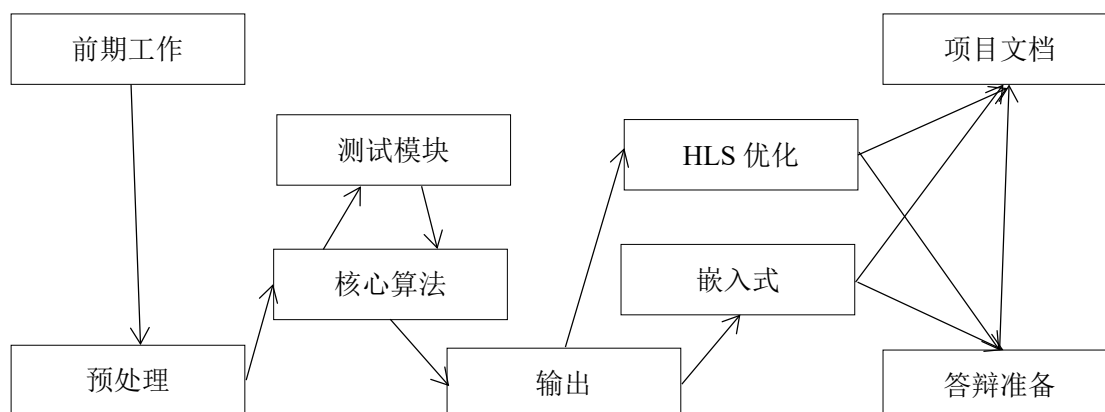 前期工作
项目文档
测试模块
HLS 优化
核心算法
嵌入式
预处理
输出
答辩准备